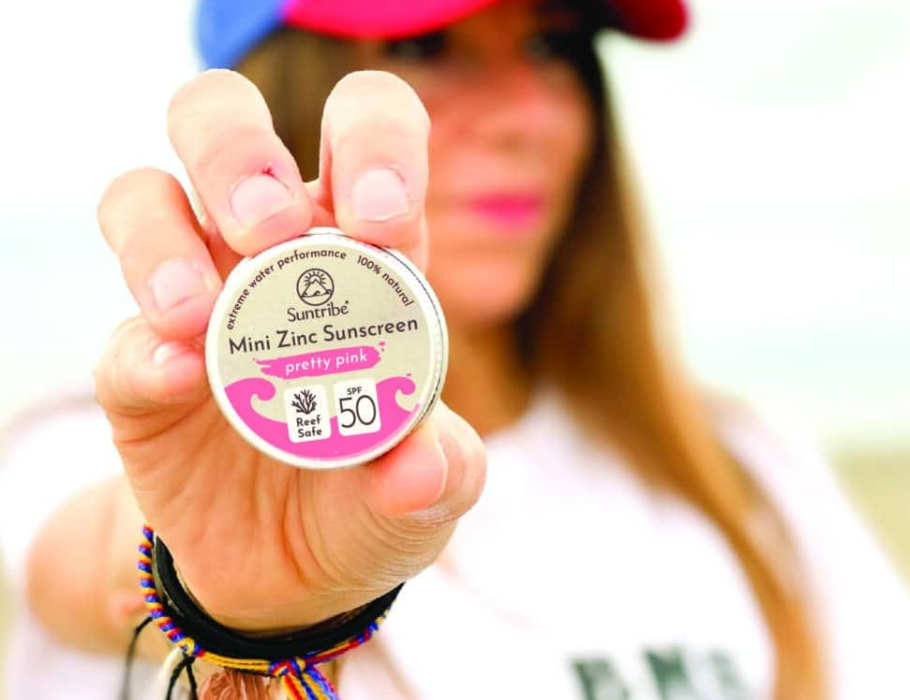 extreme water performance 100% natural
Suntribe®
Mini Zinc Sunscreen
pretty pink
Reef
Safe
SPF
50